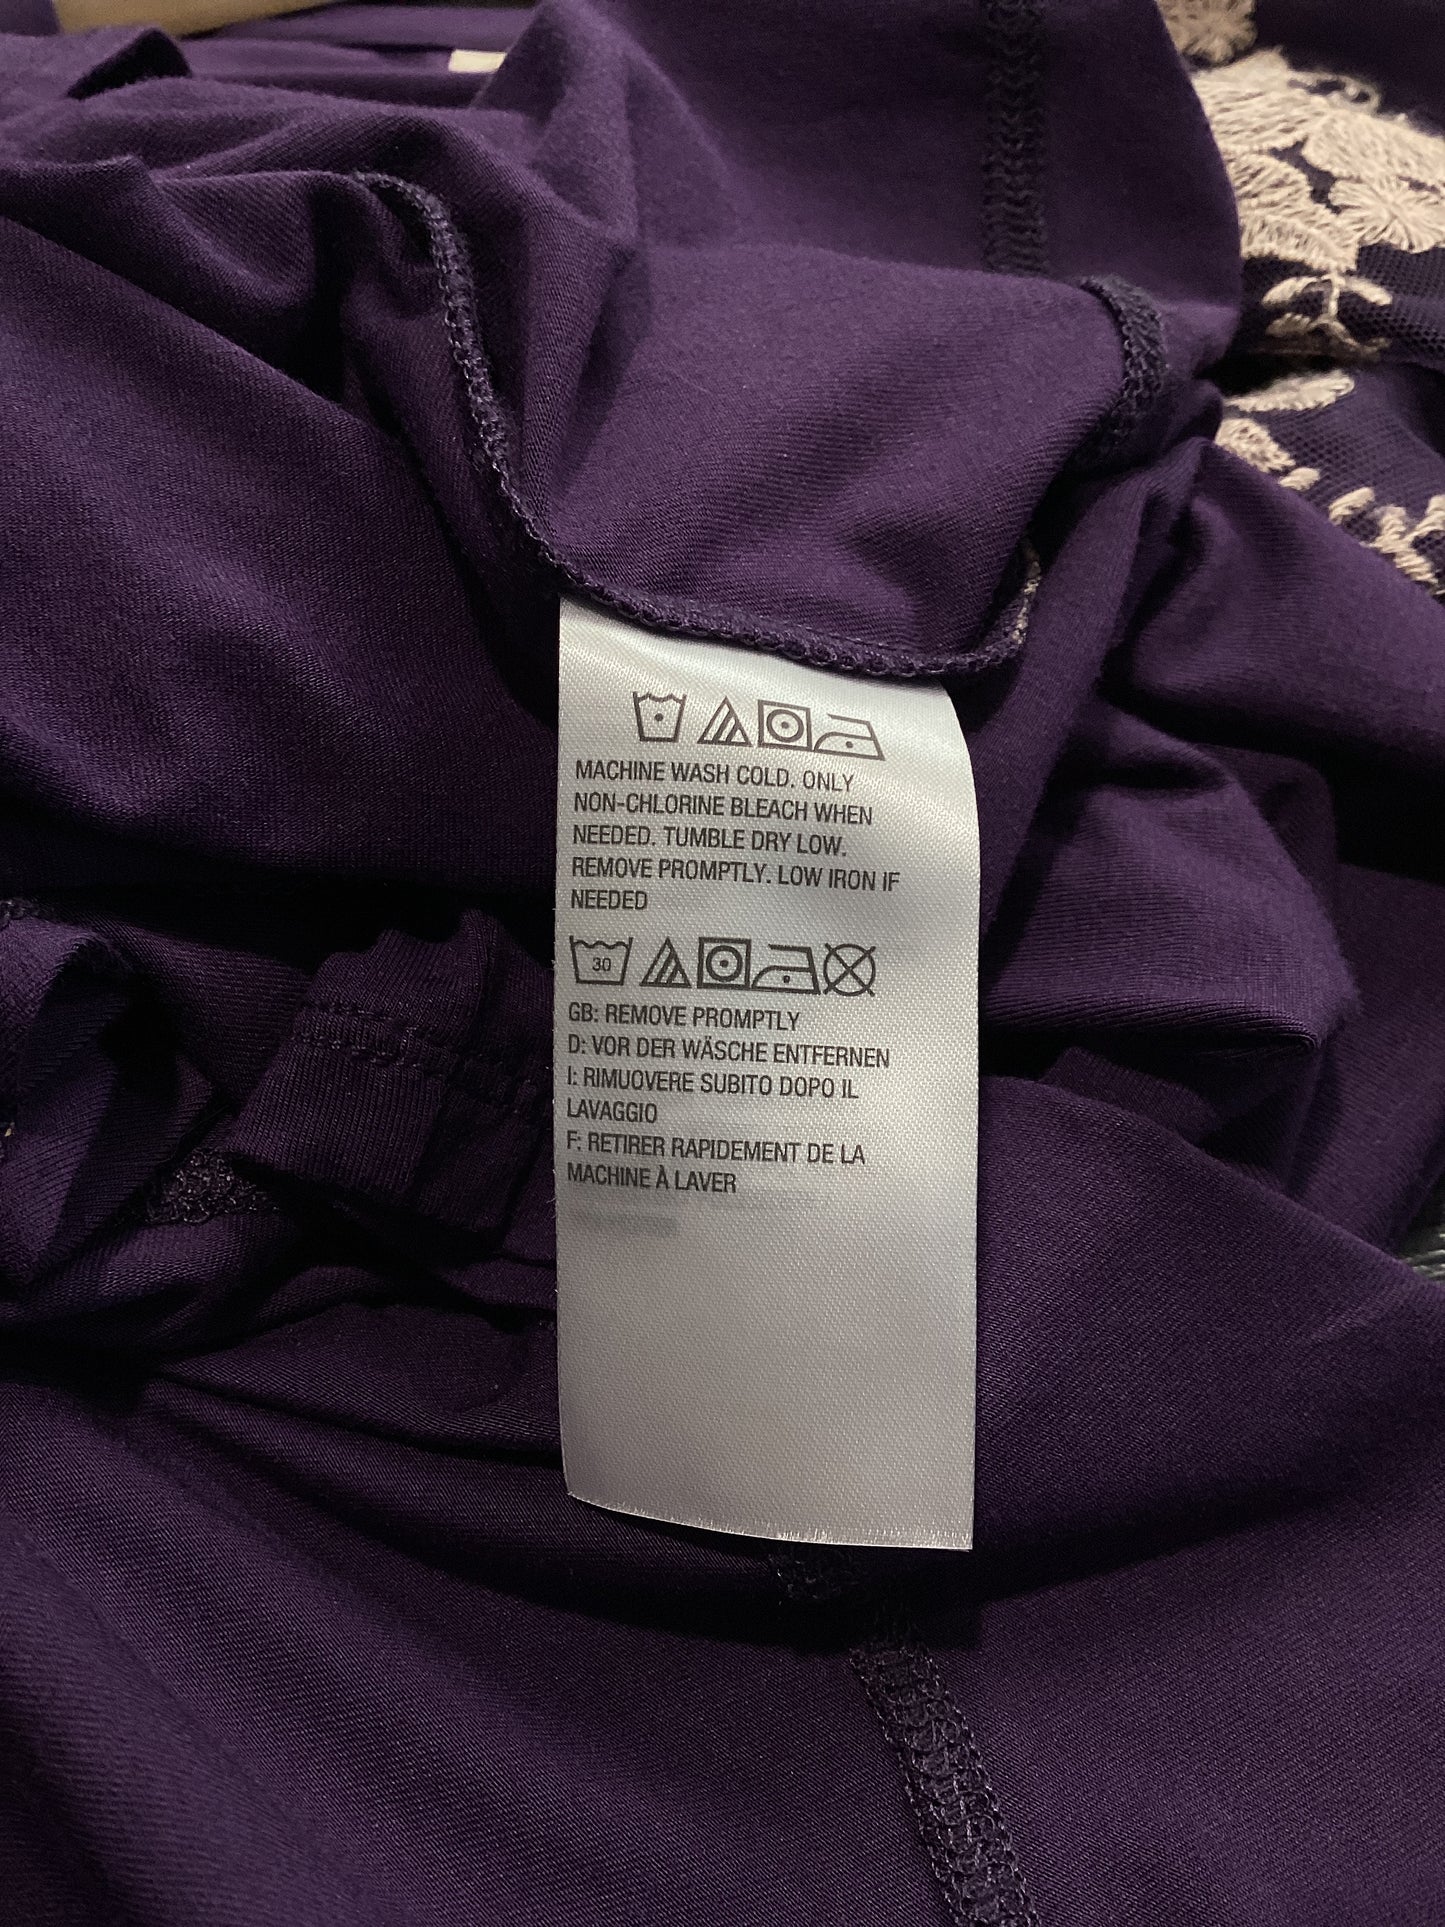 MACHINE WASH COLD. ONLY
NON-CHLORINE BLEACH WHEN
NEEDED. TUMBLE DRY LOW.
REMOVE PROMPTLY. LOW IRON IF
NEEDED
30
GB: REMOVE PROMPTLY
D: VOR DER WÄSCHE ENTFERNEN
I: RIMUOVERE SUBITO DOPO IL
LAVAGGIO
F: RETIRER RAPIDEMENT DE LA
MACHINE À LAVER